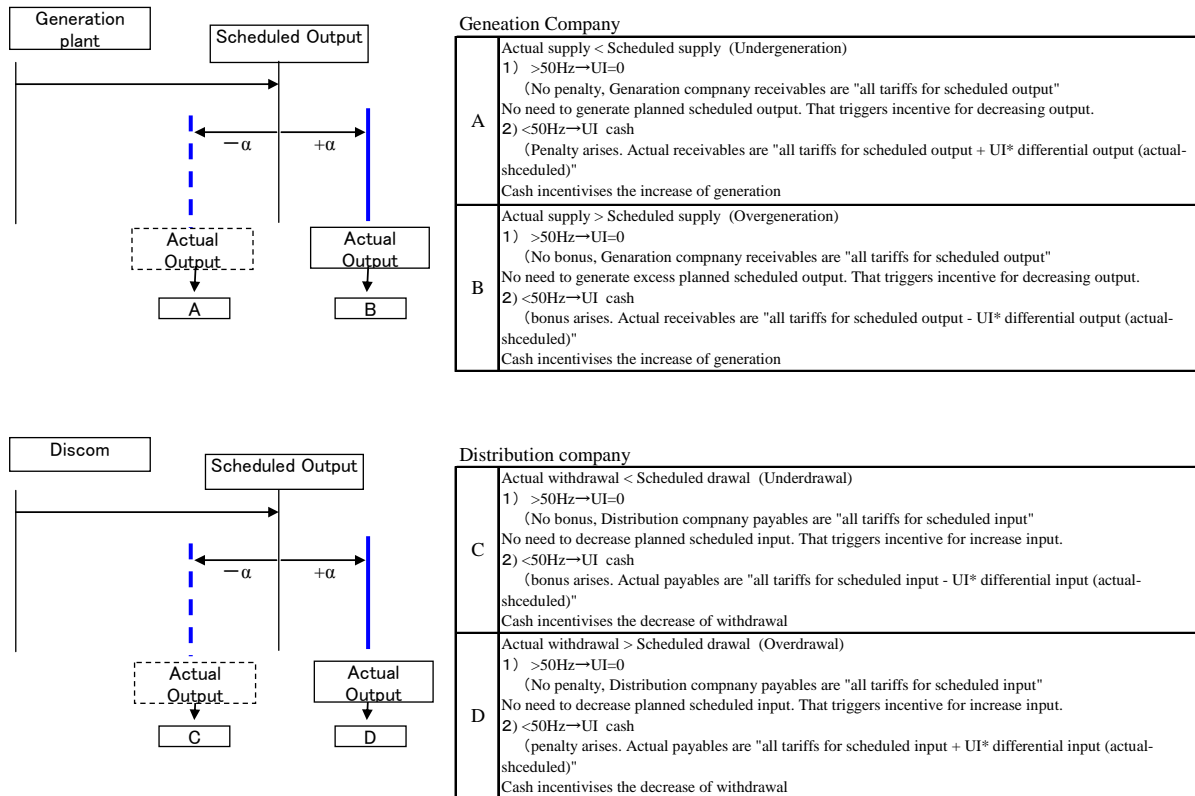 Generation
plant
Scheduled Output
－α
+α
Actual
Output
Actual
Output
A
B
Geneation Company
A
Actual supply < Scheduled supply (Undergeneration)
1） >50Hz→UI=0
（No penalty, Genaration compnany receivables are "all tariffs for scheduled output"
No need to generate planned scheduled output. That triggers incentive for decreasing output.
2) <50Hz→UI cash
（Penalty arises. Actual receivables are "all tariffs for scheduled output + UI* differential output (actual-
shceduled)"
Cash incentivises the increase of generation
B
Actual supply > Scheduled supply (Overgeneration)
1） >50Hz→UI=0
（No bonus, Genaration compnany receivables are "all tariffs for scheduled output"
No need to generate excess planned scheduled output. That triggers incentive for decreasing output.
2) <50Hz→UI cash
（bonus arises. Actual receivables are "all tariffs for scheduled output - UI* differential output (actual-
shceduled)"
Cash incentivises the increase of generation
Discom
Scheduled Output
－α
+α
Actual
Output
Actual
Output
C
D
Distribution company
C
Actual withdrawal < Scheduled drawal (Underdrawal)
1） >50Hz→UI=0
（No bonus, Distribution compnany payables are "all tariffs for scheduled input"
No need to decrease planned scheduled input. That triggers incentive for increase input.
2) <50Hz→UI cash
（bonus arises. Actual payables are "all tariffs for scheduled input - UI* differential input (actual-
shceduled)"
Cash incentivises the decrease of withdrawal
D
Actual withdrawal > Scheduled drawal (Overdrawal)
1） >50Hz→UI=0
（No penalty, Distribution compnany payables are "all tariffs for scheduled input"
No need to decrease planned scheduled input. That triggers incentive for increase input.
2) <50Hz→UI cash
（penalty arises. Actual payables are "all tariffs for scheduled input + UI* differential input (actual-
shceduled)"
Cash incentivises the decrease of withdrawal